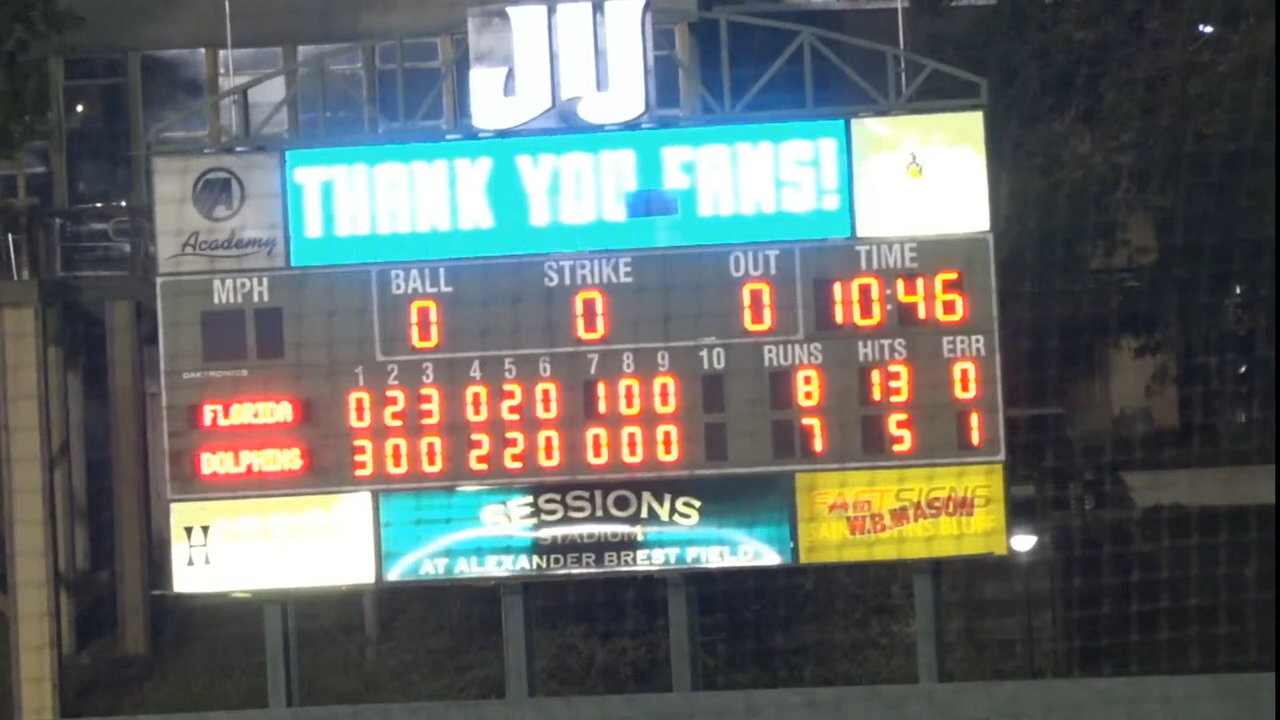 JU
THANK YOU FANS!
Academy
MPH BALL STRIKE OUT TIME
0 0 0 10:46
DAKTRONICS
1 2 3 4 5 6 7 8 9 10 RUNS HITS ERR
FLORIDA 0 2 3 0 2 0 1 0 0 8 13 0
DOLPHINS 3 0 0 2 2 0 0 0 0 7 5 1
SESSIONS
STADIUM
AT ALEXANDER BREST FIELD
FASTSIGNS
W.B. MASON